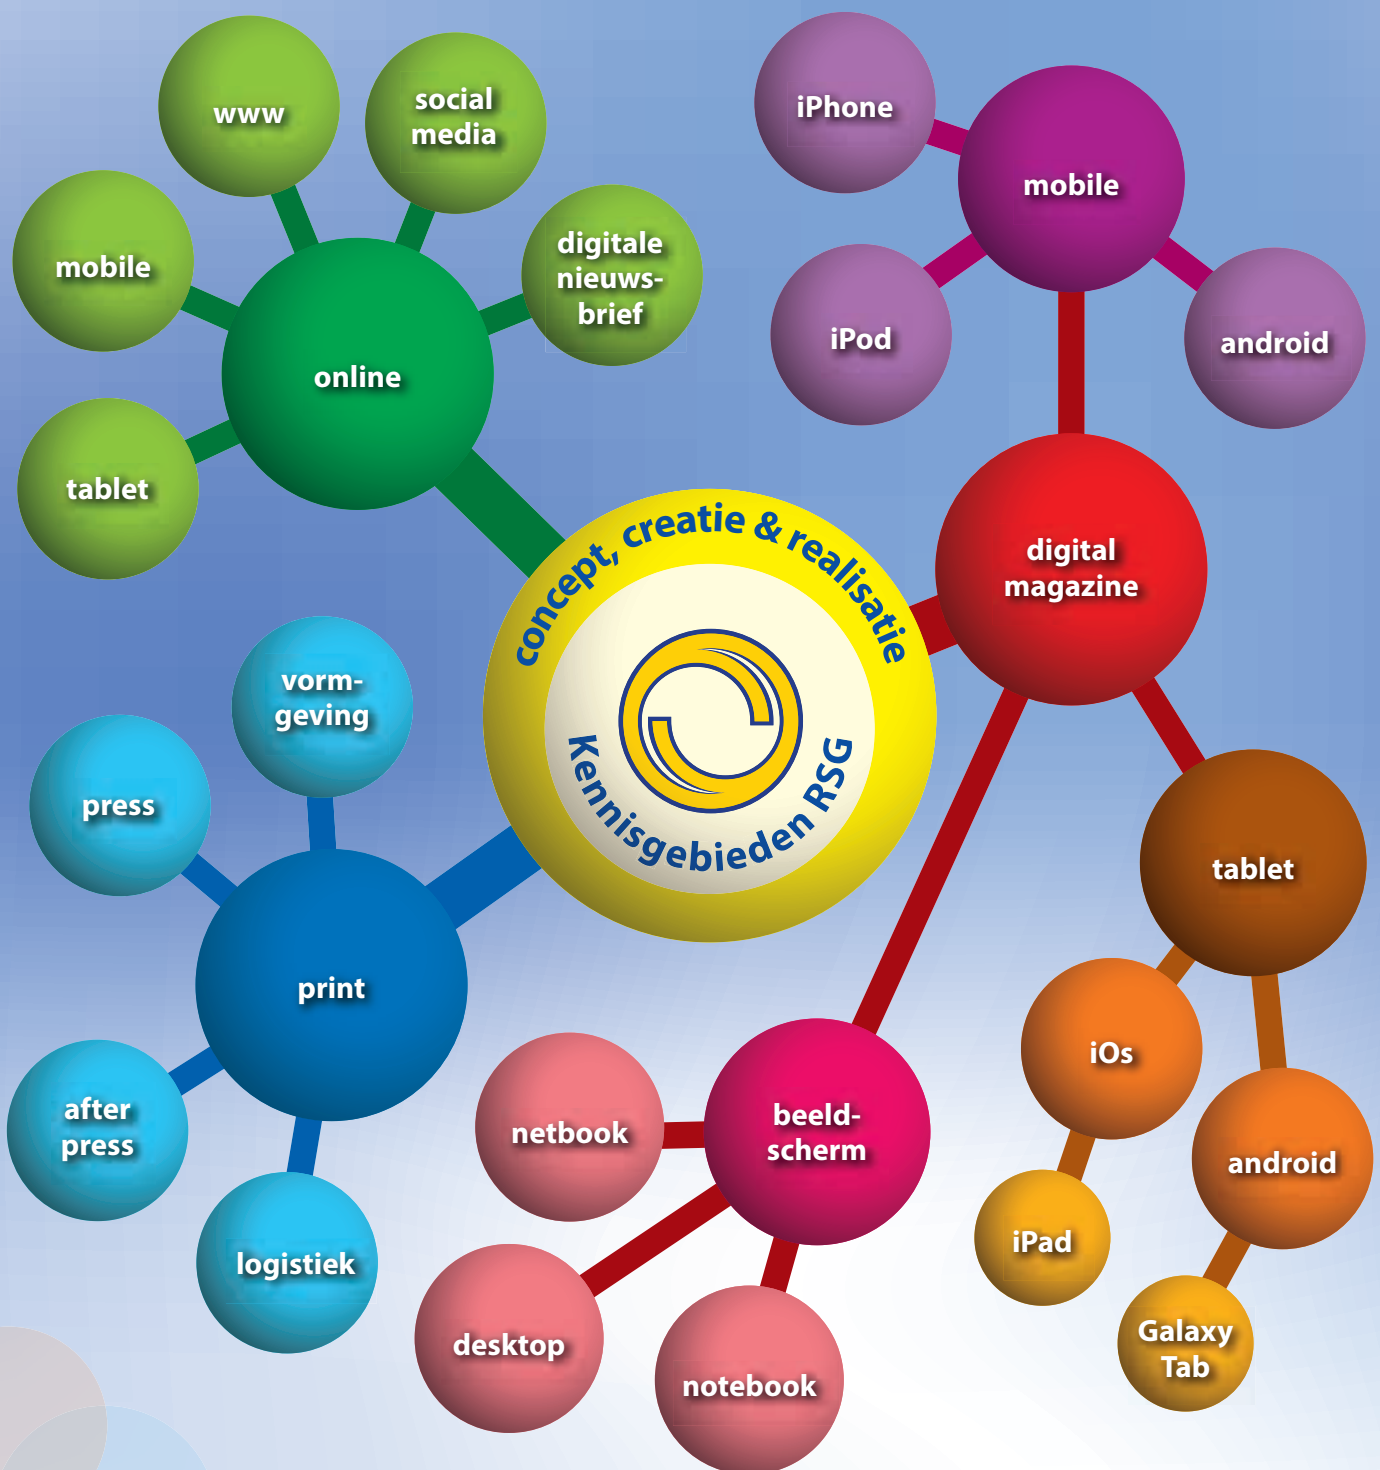 www
social
media
mobile
digitale
nieuws-
brief
online
tablet
iPhone
mobile
iPod
android
digital
magazine
concept, creatie & realisatie
Kennisgebieden RSG
vorm-
geving
press
print
after
press
logistiek
tablet
iOs
android
iPad
Galaxy
Tab
beeld-
scherm
netbook
desktop
notebook